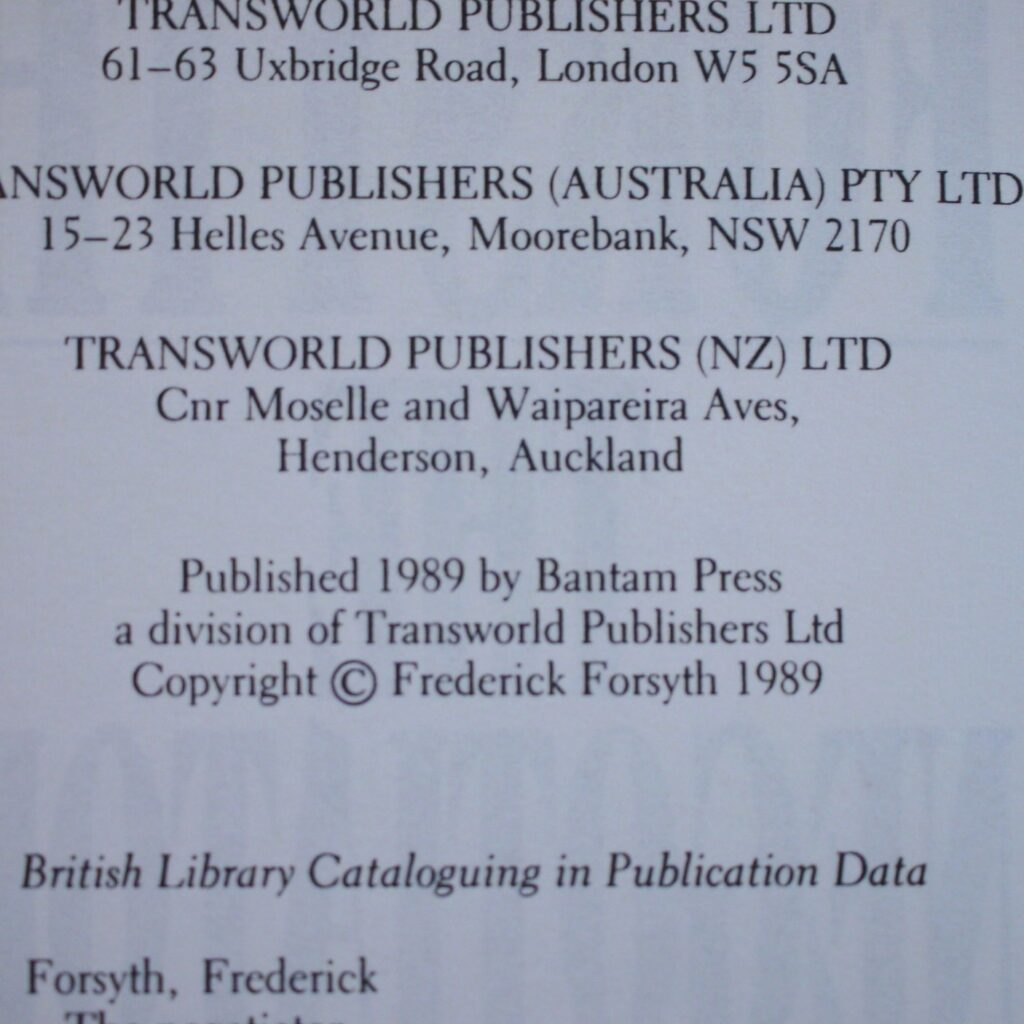 TRANSWORLD PUBLISHERS LTD
61–63 Uxbridge Road, London W5 5SA
ANSWORLD PUBLISHERS (AUSTRALIA) PTY LTD
15–23 Helles Avenue, Moorebank, NSW 2170
TRANSWORLD PUBLISHERS (NZ) LTD
Cnr Moselle and Waipareira Aves,
Henderson, Auckland
Published 1989 by Bantam Press
a division of Transworld Publishers Ltd
Copyright © Frederick Forsyth 1989
British Library Cataloguing in Publication Data
Forsyth, Frederick